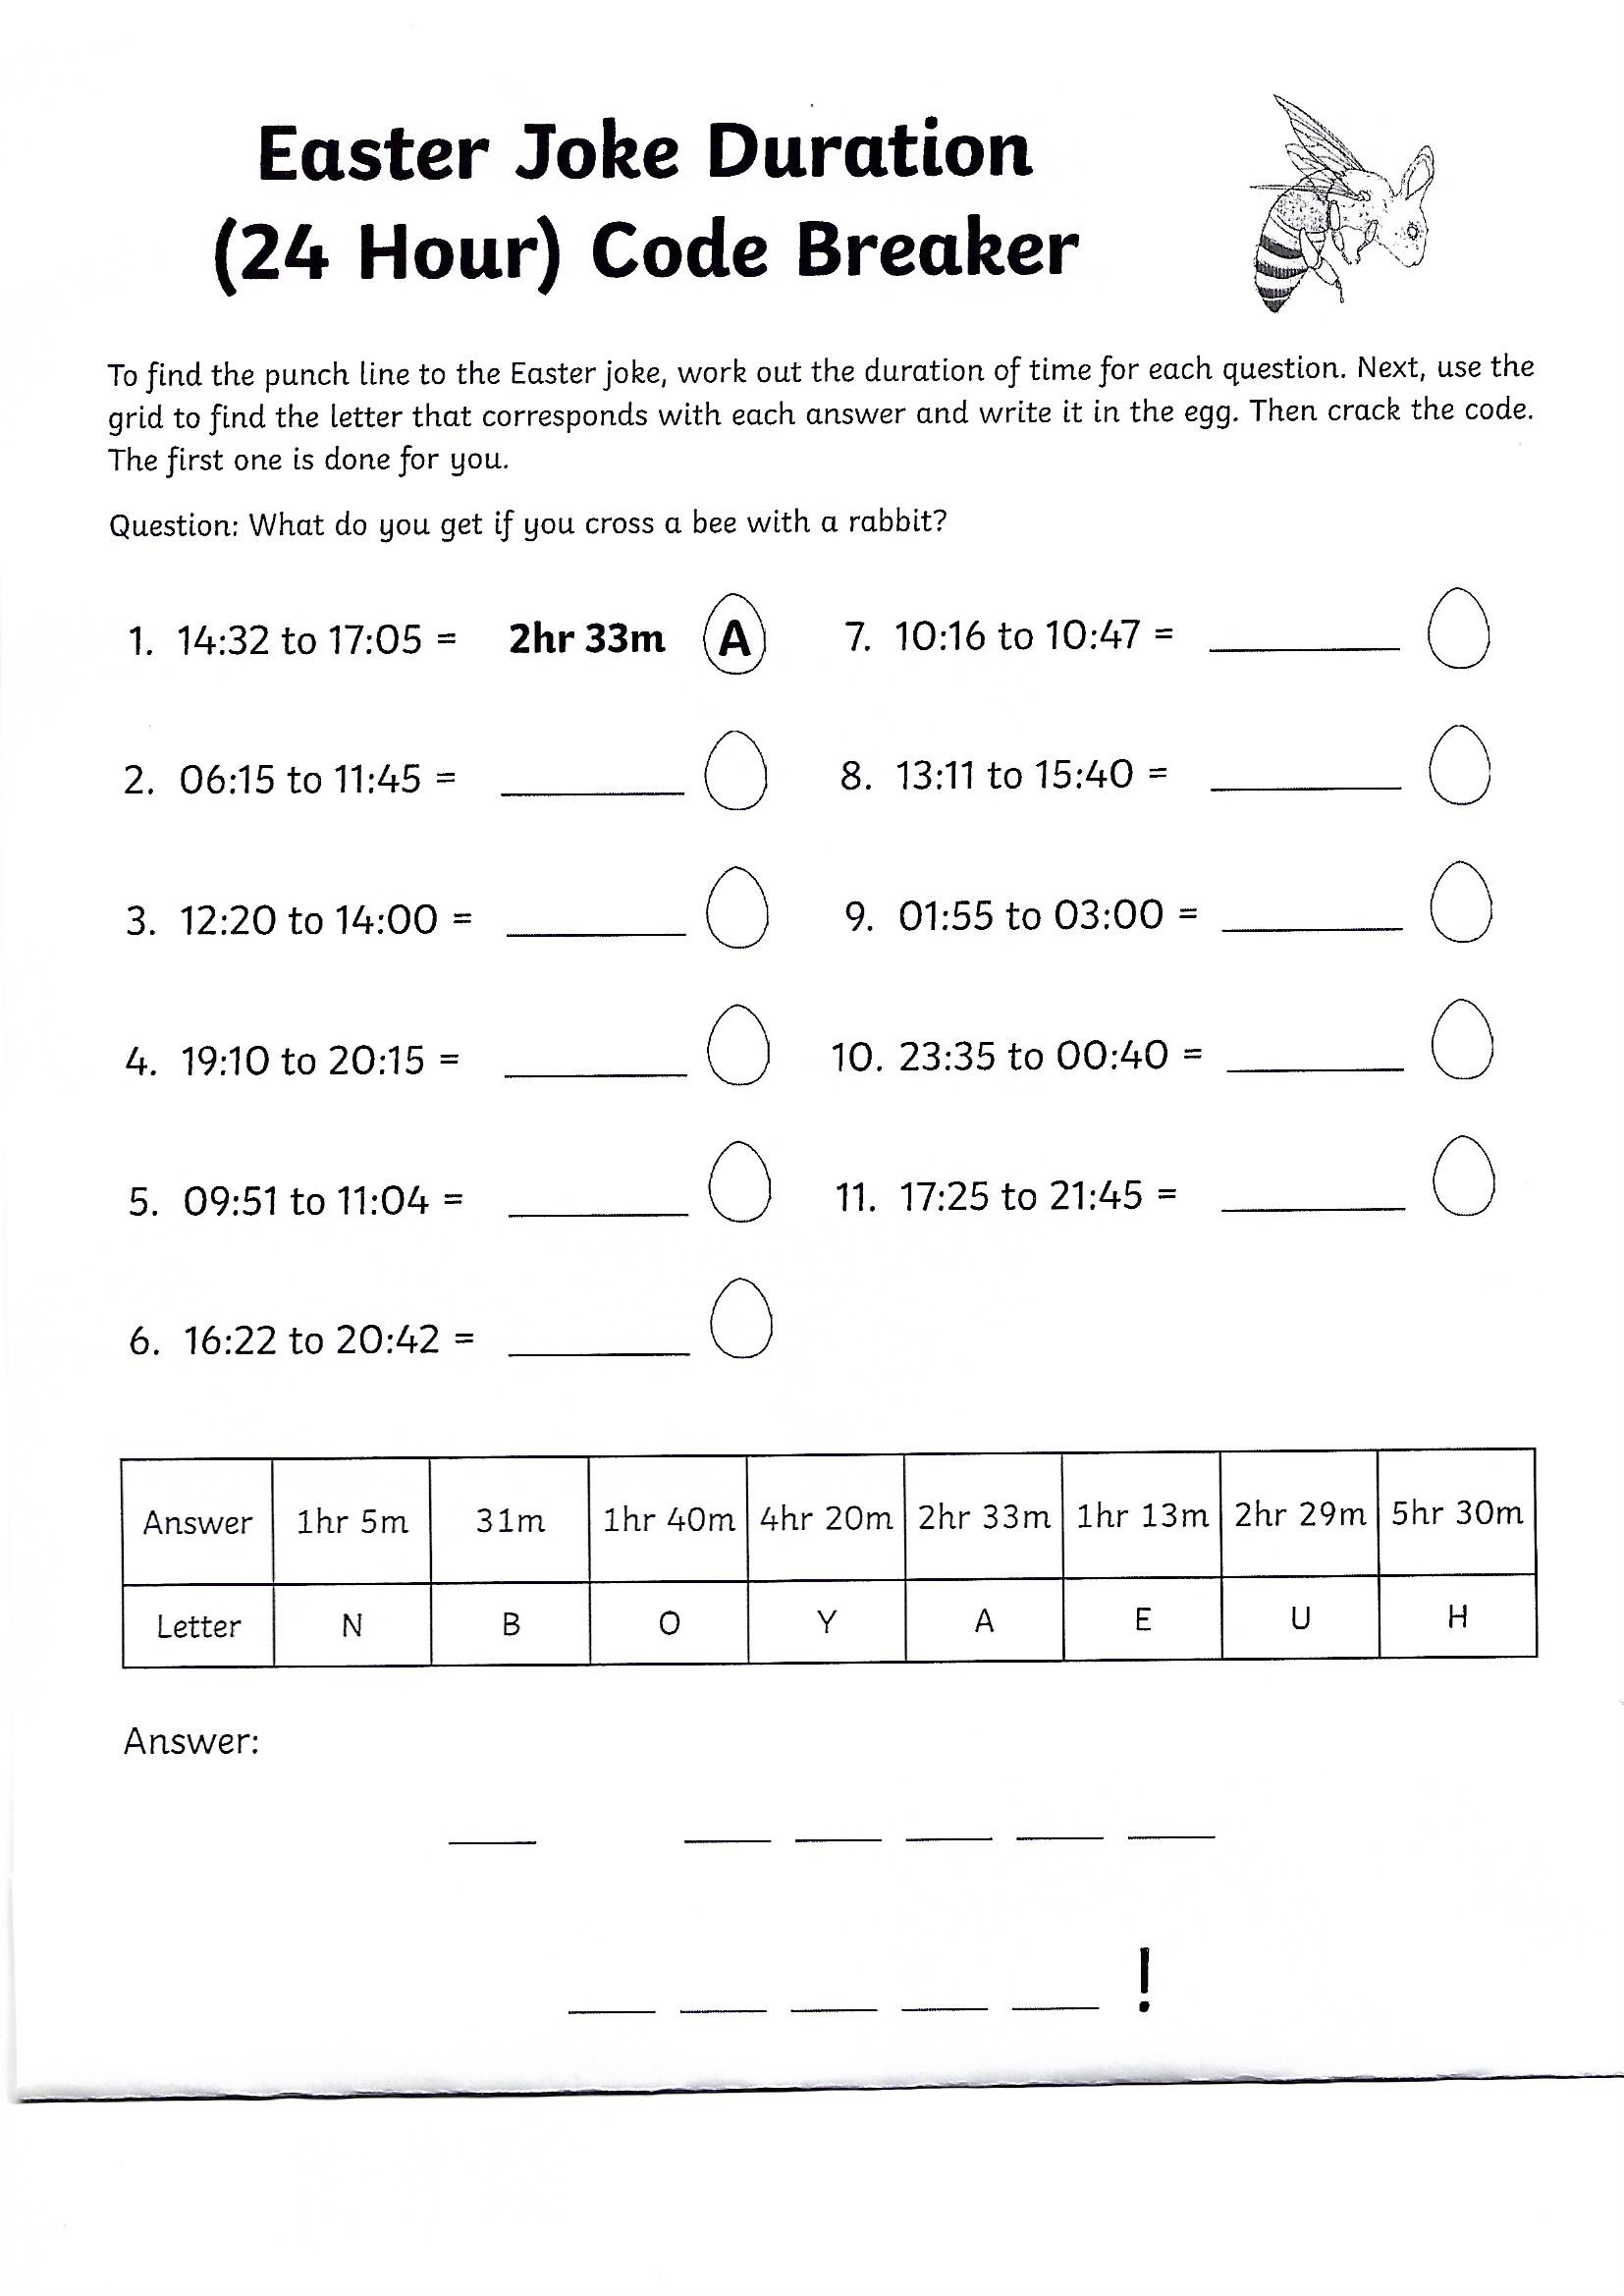 Easter Joke Duration
(24 Hour) Code Breaker
To find the punch line to the Easter joke, work out the duration of time for each question. Next, use the
grid to find the letter that corresponds with each answer and write it in the egg. Then crack the code.
The first one is done for you.
Question: What do you get if you cross a bee with a rabbit?
1. 14:32 to 17:05 = 2hr 33m A
2. 06:15 to 11:45 =
3. 12:20 to 14:00 =
4. 19:10 to 20:15 =
5. 09:51 to 11:04 =
6. 16:22 to 20:42 =
7. 10:16 to 10:47 =
8. 13:11 to 15:40 =
9. 01:55 to 03:00 =
10. 23:35 to 00:40 =
11. 17:25 to 21:45 =
Answer 1hr 5m 31m 1hr 40m 4hr 20m 2hr 33m 1hr 13m 2hr 29m 5hr 30m
Letter N B O Y A E U H
Answer:
!